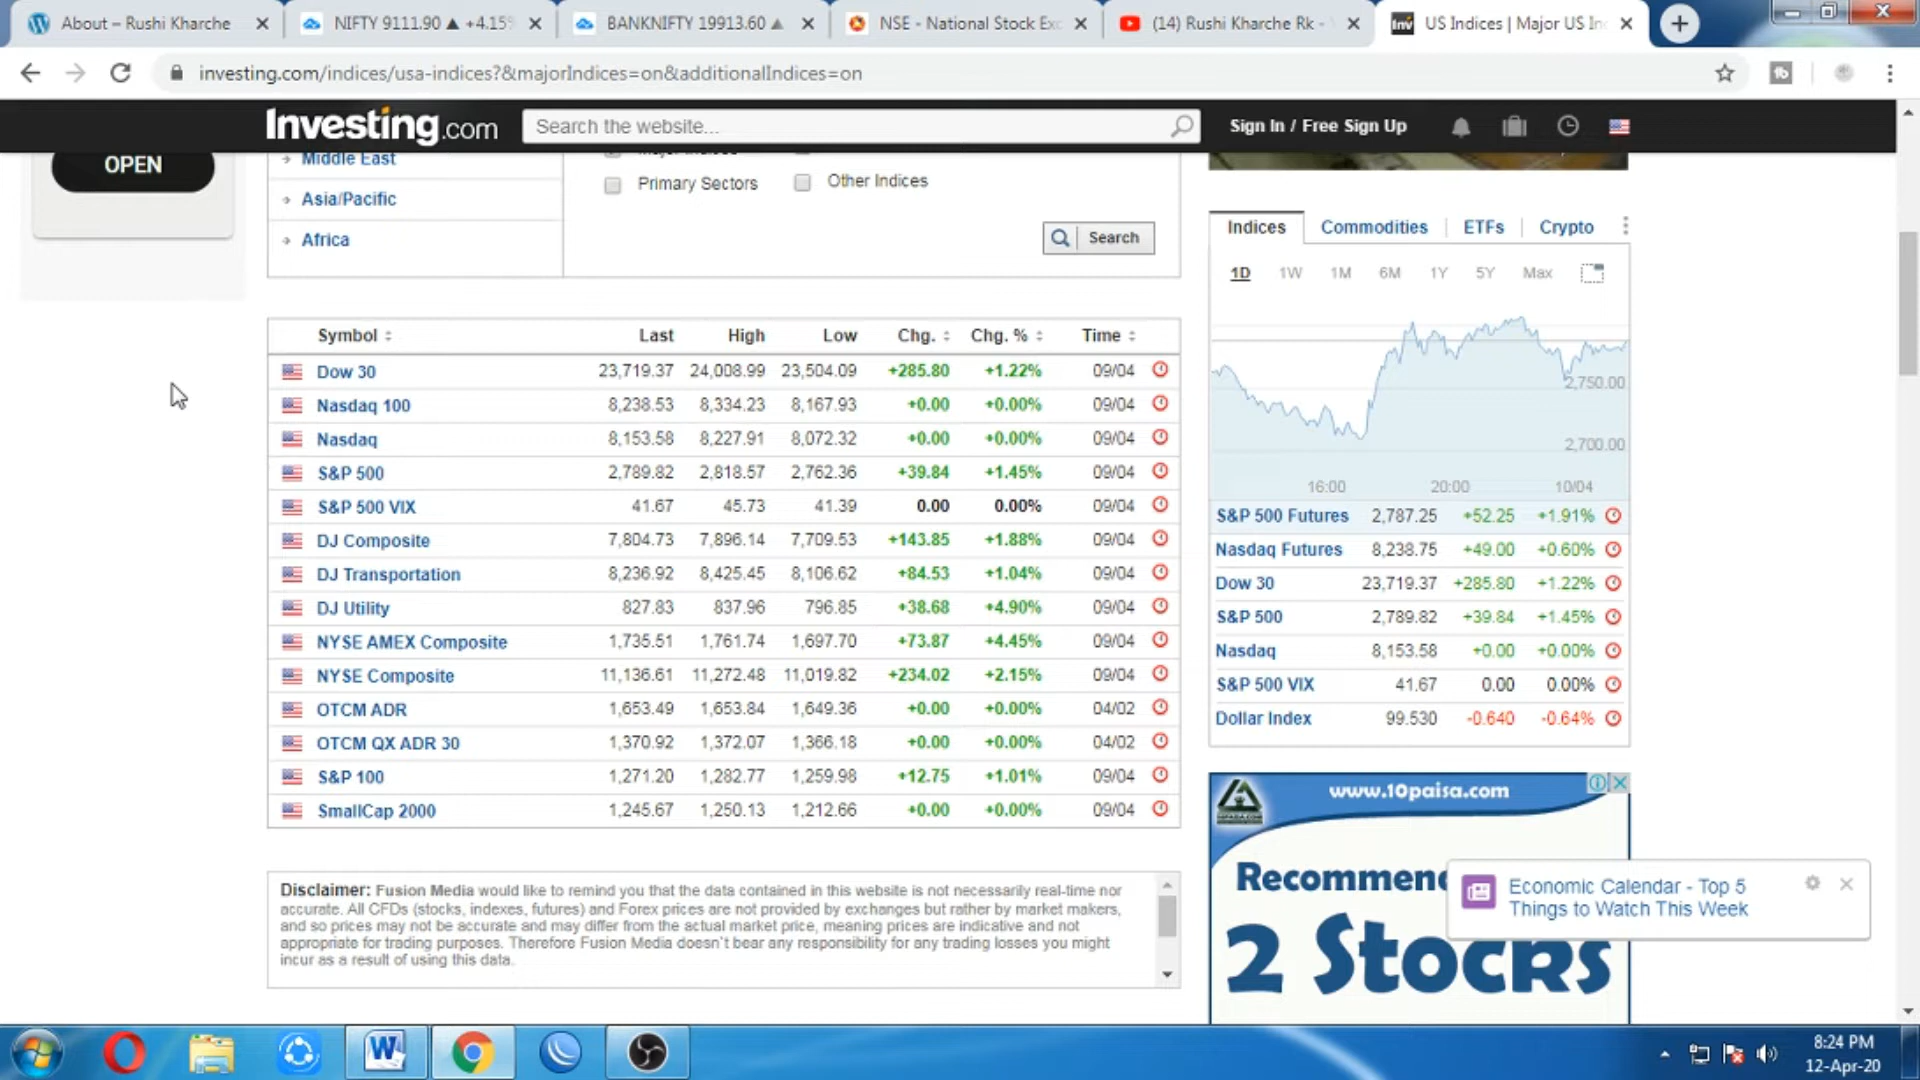 About – Rushi Kharche
NIFTY 9111.90 ▲ +4.15%
BANKNIFTY 19913.60 ▲
NSE - National Stock Exc
(14) Rushi Kharche Rk -
US Indices | Major US In
investing.com/indices/usa-indices?&majorIndices=on&additionalIndices=on
Investing.com
Search the website...
Sign In / Free Sign Up
OPEN
Middle East
Asia/Pacific
Africa
Primary Sectors
Other Indices
Search
Symbol Last High Low Chg. Chg. % Time
Dow 30 23,719.37 24,008.99 23,504.09 +285.80 +1.22% 09/04
Nasdaq 100 8,238.53 8,334.23 8,167.93 +0.00 +0.00% 09/04
Nasdaq 8,153.58 8,227.91 8,072.32 +0.00 +0.00% 09/04
S&P 500 2,789.82 2,818.57 2,762.36 +39.84 +1.45% 09/04
S&P 500 VIX 41.67 45.73 41.39 0.00 0.00% 09/04
DJ Composite 7,804.73 7,896.14 7,709.53 +143.85 +1.88% 09/04
DJ Transportation 8,236.92 8,425.45 8,106.62 +84.53 +1.04% 09/04
DJ Utility 827.83 837.96 796.85 +38.68 +4.90% 09/04
NYSE AMEX Composite 1,735.51 1,761.74 1,697.70 +73.87 +4.45% 09/04
NYSE Composite 11,136.61 11,272.48 11,019.82 +234.02 +2.15% 09/04
OTCM ADR 1,653.49 1,653.84 1,649.36 +0.00 +0.00% 04/02
OTCM QX ADR 30 1,370.92 1,372.07 1,366.18 +0.00 +0.00% 04/02
S&P 100 1,271.20 1,282.77 1,259.98 +12.75 +1.01% 09/04
SmallCap 2000 1,245.67 1,250.13 1,212.66 +0.00 +0.00% 09/04
Disclaimer: Fusion Media would like to remind you that the data contained in this website is not necessarily real-time nor
accurate. All CFDs (stocks, indexes, futures) and Forex prices are not provided by exchanges but rather by market makers,
and so prices may not be accurate and may differ from the actual market price, meaning prices are indicative and not
appropriate for trading purposes. Therefore Fusion Media doesn't bear any responsibility for any trading losses you might
incur as a result of using this data.
Indices Commodities ETFs Crypto
1D 1W 1M 6M 1Y 5Y Max
2,750.00
2,700.00
16:00 20:00 10/04
S&P 500 Futures 2,787.25 +52.25 +1.91%
Nasdaq Futures 8,238.75 +49.00 +0.60%
Dow 30 23,719.37 +285.80 +1.22%
S&P 500 2,789.82 +39.84 +1.45%
Nasdaq 8,153.58 +0.00 +0.00%
S&P 500 VIX 41.67 0.00 0.00%
Dollar Index 99.530 -0.640 -0.64%
www.10paisa.com
Recommen
2 Stocks
Economic Calendar - Top 5
Things to Watch This Week
8:24 PM
12-Apr-20